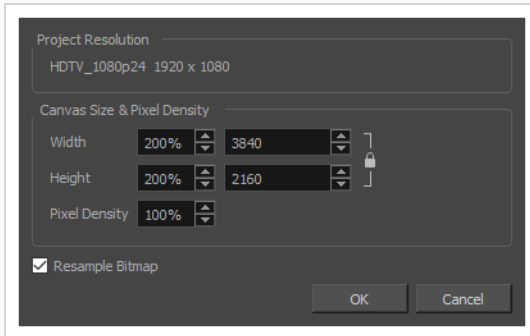 Project Resolution
HDTV_1080p24 1920 x 1080
Canvas Size & Pixel Density
Width 200% 3840
Height 200% 2160
Pixel Density 100%
Resample Bitmap
OK Cancel